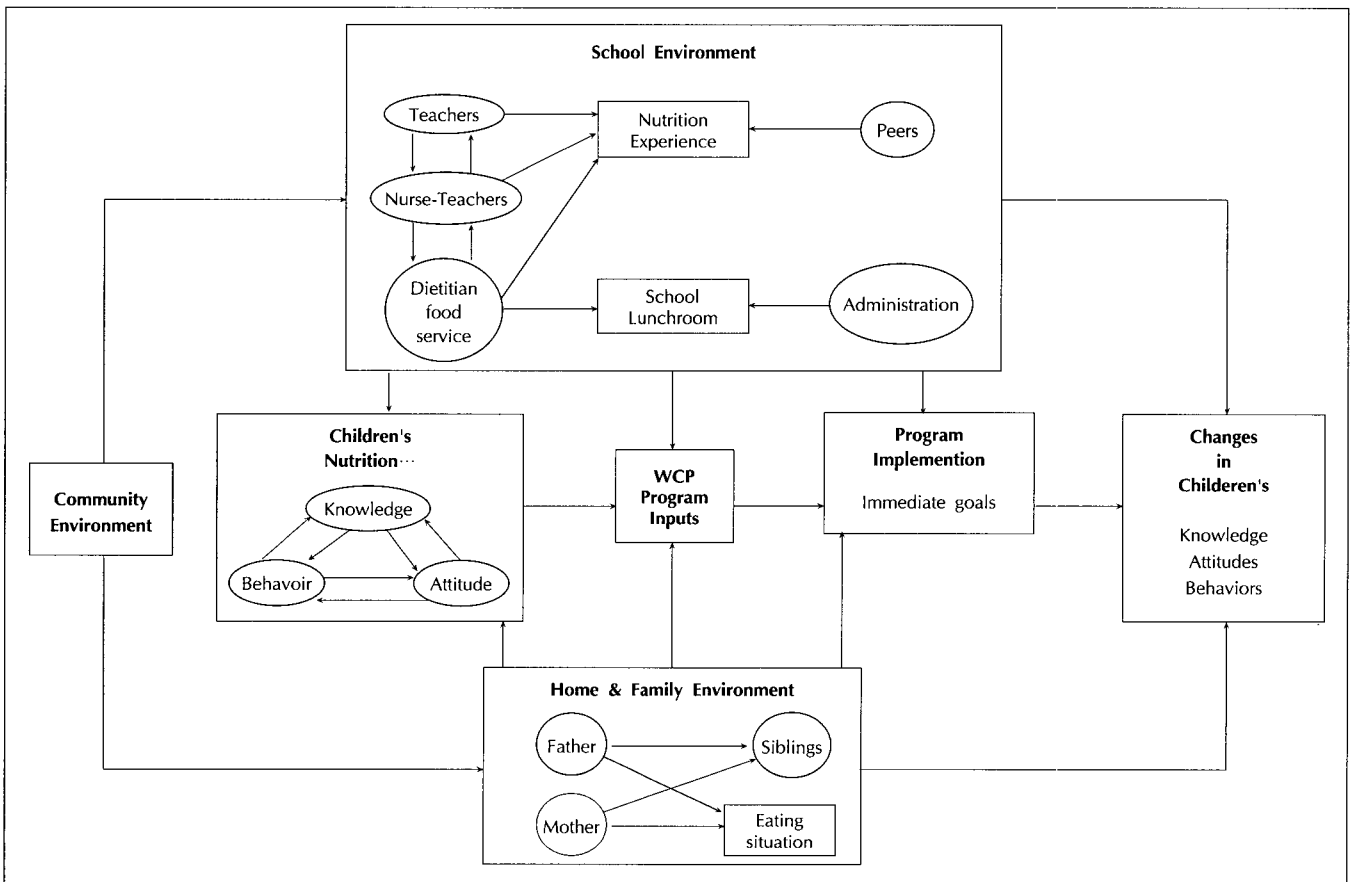 School Environment
Teachers
Nutrition
Experience
Peers
Nurse-Teachers
Dietitian
food
service
School
Lunchroom
Administration
Community
Environment
Children's
Nutrition…
Knowledge
Behavoir
Attitude
WCP
Program
Inputs
Program
Implemention
Immediate goals
Changes
in
Childeren's
Knowledge
Attitudes
Behaviors
Home & Family Environment
Father
Siblings
Mother
Eating
situation